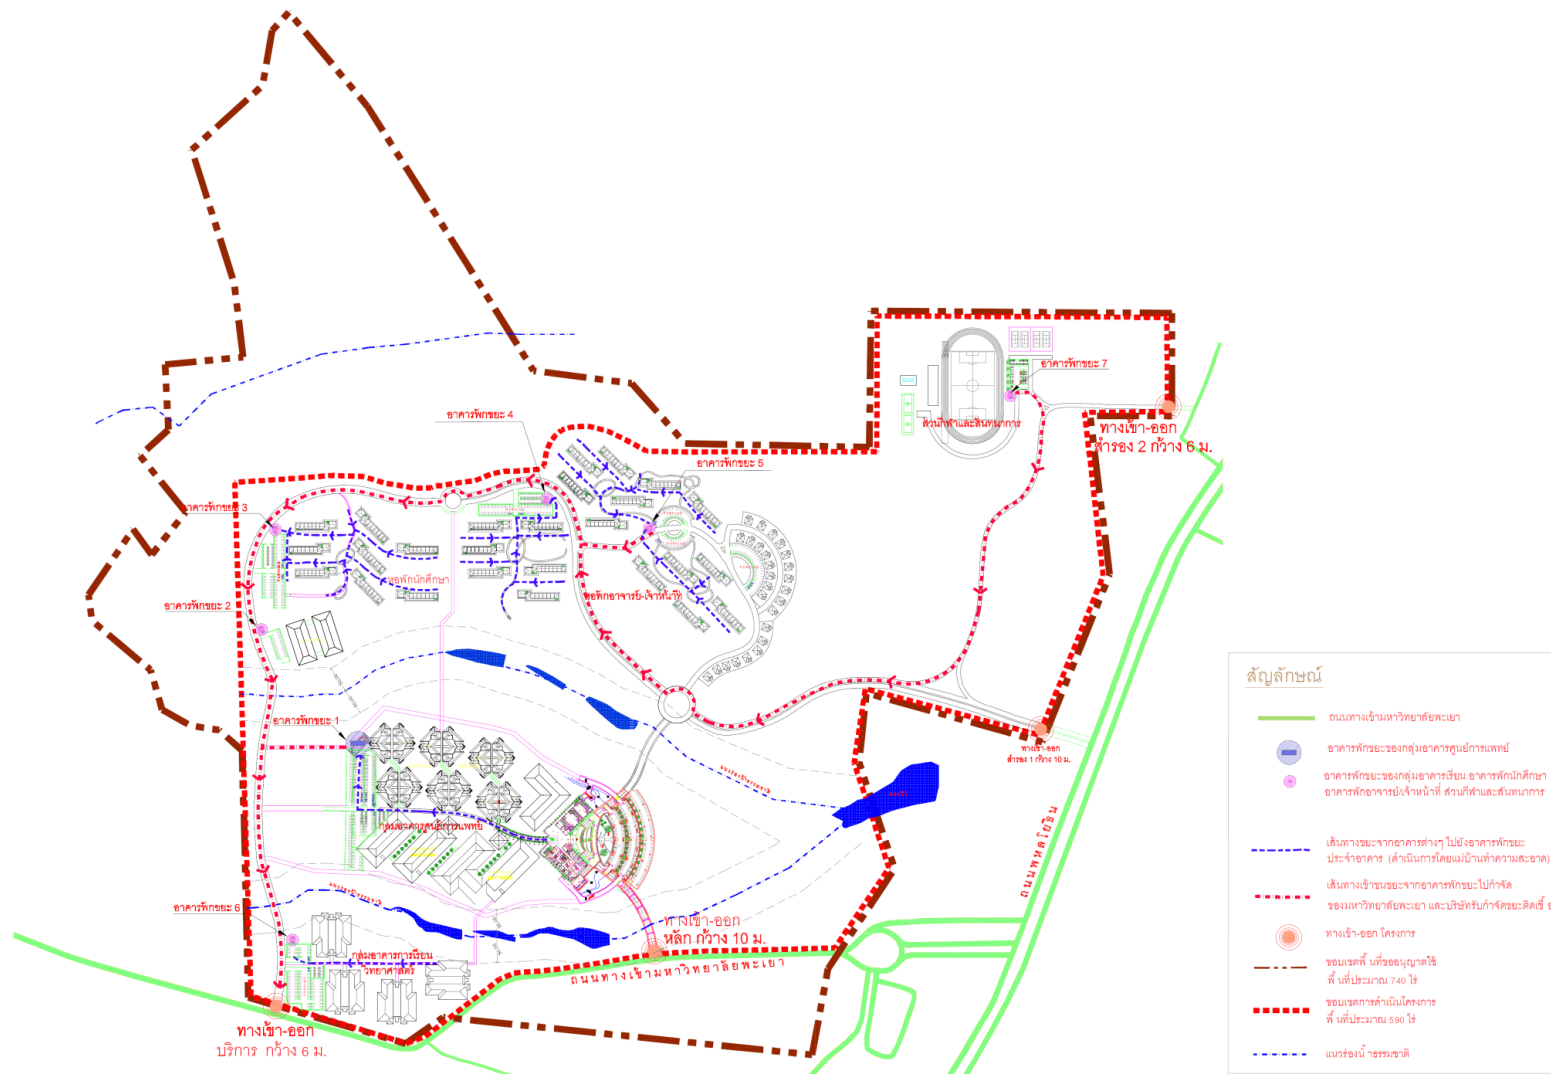 อาคารพักขยะ 7
อาคารพักขยะ 4
ส่วนกีฬาและสันทนาการ
ทางเข้า-ออก
สำรอง 2 กว้าง 6 ม.
อาคารพักขยะ 5
อาคารพักขยะ 3
หอพักนักศึกษา
หอพักอาจารย์-เจ้าหน้าที่
อาคารพักขยะ 2
อาคารพักขยะ 1
ทางเข้า-ออก
สำรอง 1 กว้าง 10 ม.
กลุ่มอาคารศูนย์การแพทย์
ถนนพหลโยธิน
อาคารพักขยะ 6
ทางเข้า-ออก
หลัก กว้าง 10 ม.
กลุ่มอาคารการเรียน
วิทยาศาสตร์
ถนนทางเข้ามหาวิทยาลัยพะเยา
ทางเข้า-ออก
บริการ กว้าง 6 ม.
สัญลักษณ์
ถนนทางเข้ามหาวิทยาลัยพะเยา
อาคารพักขยะของกลุ่มอาคารศูนย์การแพทย์
อาคารพักขยะของกลุ่มอาคารเรียน อาคารพักนักศึกษา
อาคารพักอาจารย์/เจ้าหน้าที่ ส่วนกีฬาและสันทนาการ
เส้นทางขยะจากอาคารต่างๆ ไปยังอาคารพักขยะ
ประจำอาคาร (ดำเนินการโดยแม่บ้านทำความสะอาด)
เส้นทางเข้าขนขยะจากอาคารพักขยะไปกำจัด
ของมหาวิทยาลัยพะเยา และบริษัทรับกำจัดขยะติดเชื้
ทางเข้า-ออก โครงการ
ขอบเขตพื้นที่ขออนุญาตใช้
พื้นที่ประมาณ 740 ไร่
ขอบเขตการดำเนินโครงการ
พื้นที่ประมาณ 590 ไร่
แนวร่องน้ำธรรมชาติ